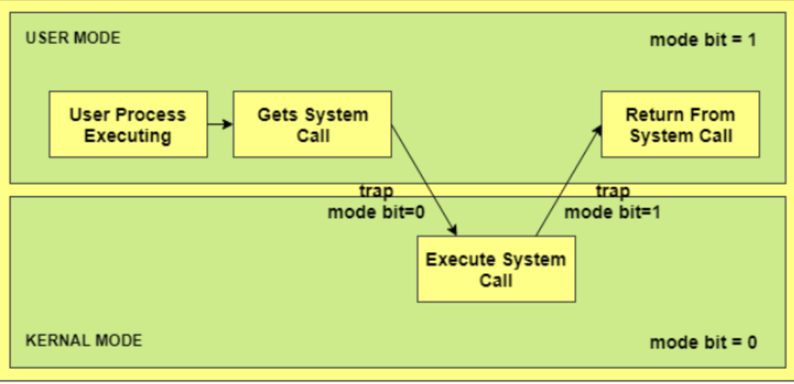 USER MODE
mode bit = 1
User Process
Executing
Gets System
Call
Return From
System Call
trap
mode bit=0
trap
mode bit=1
Execute System
Call
KERNAL MODE
mode bit = 0